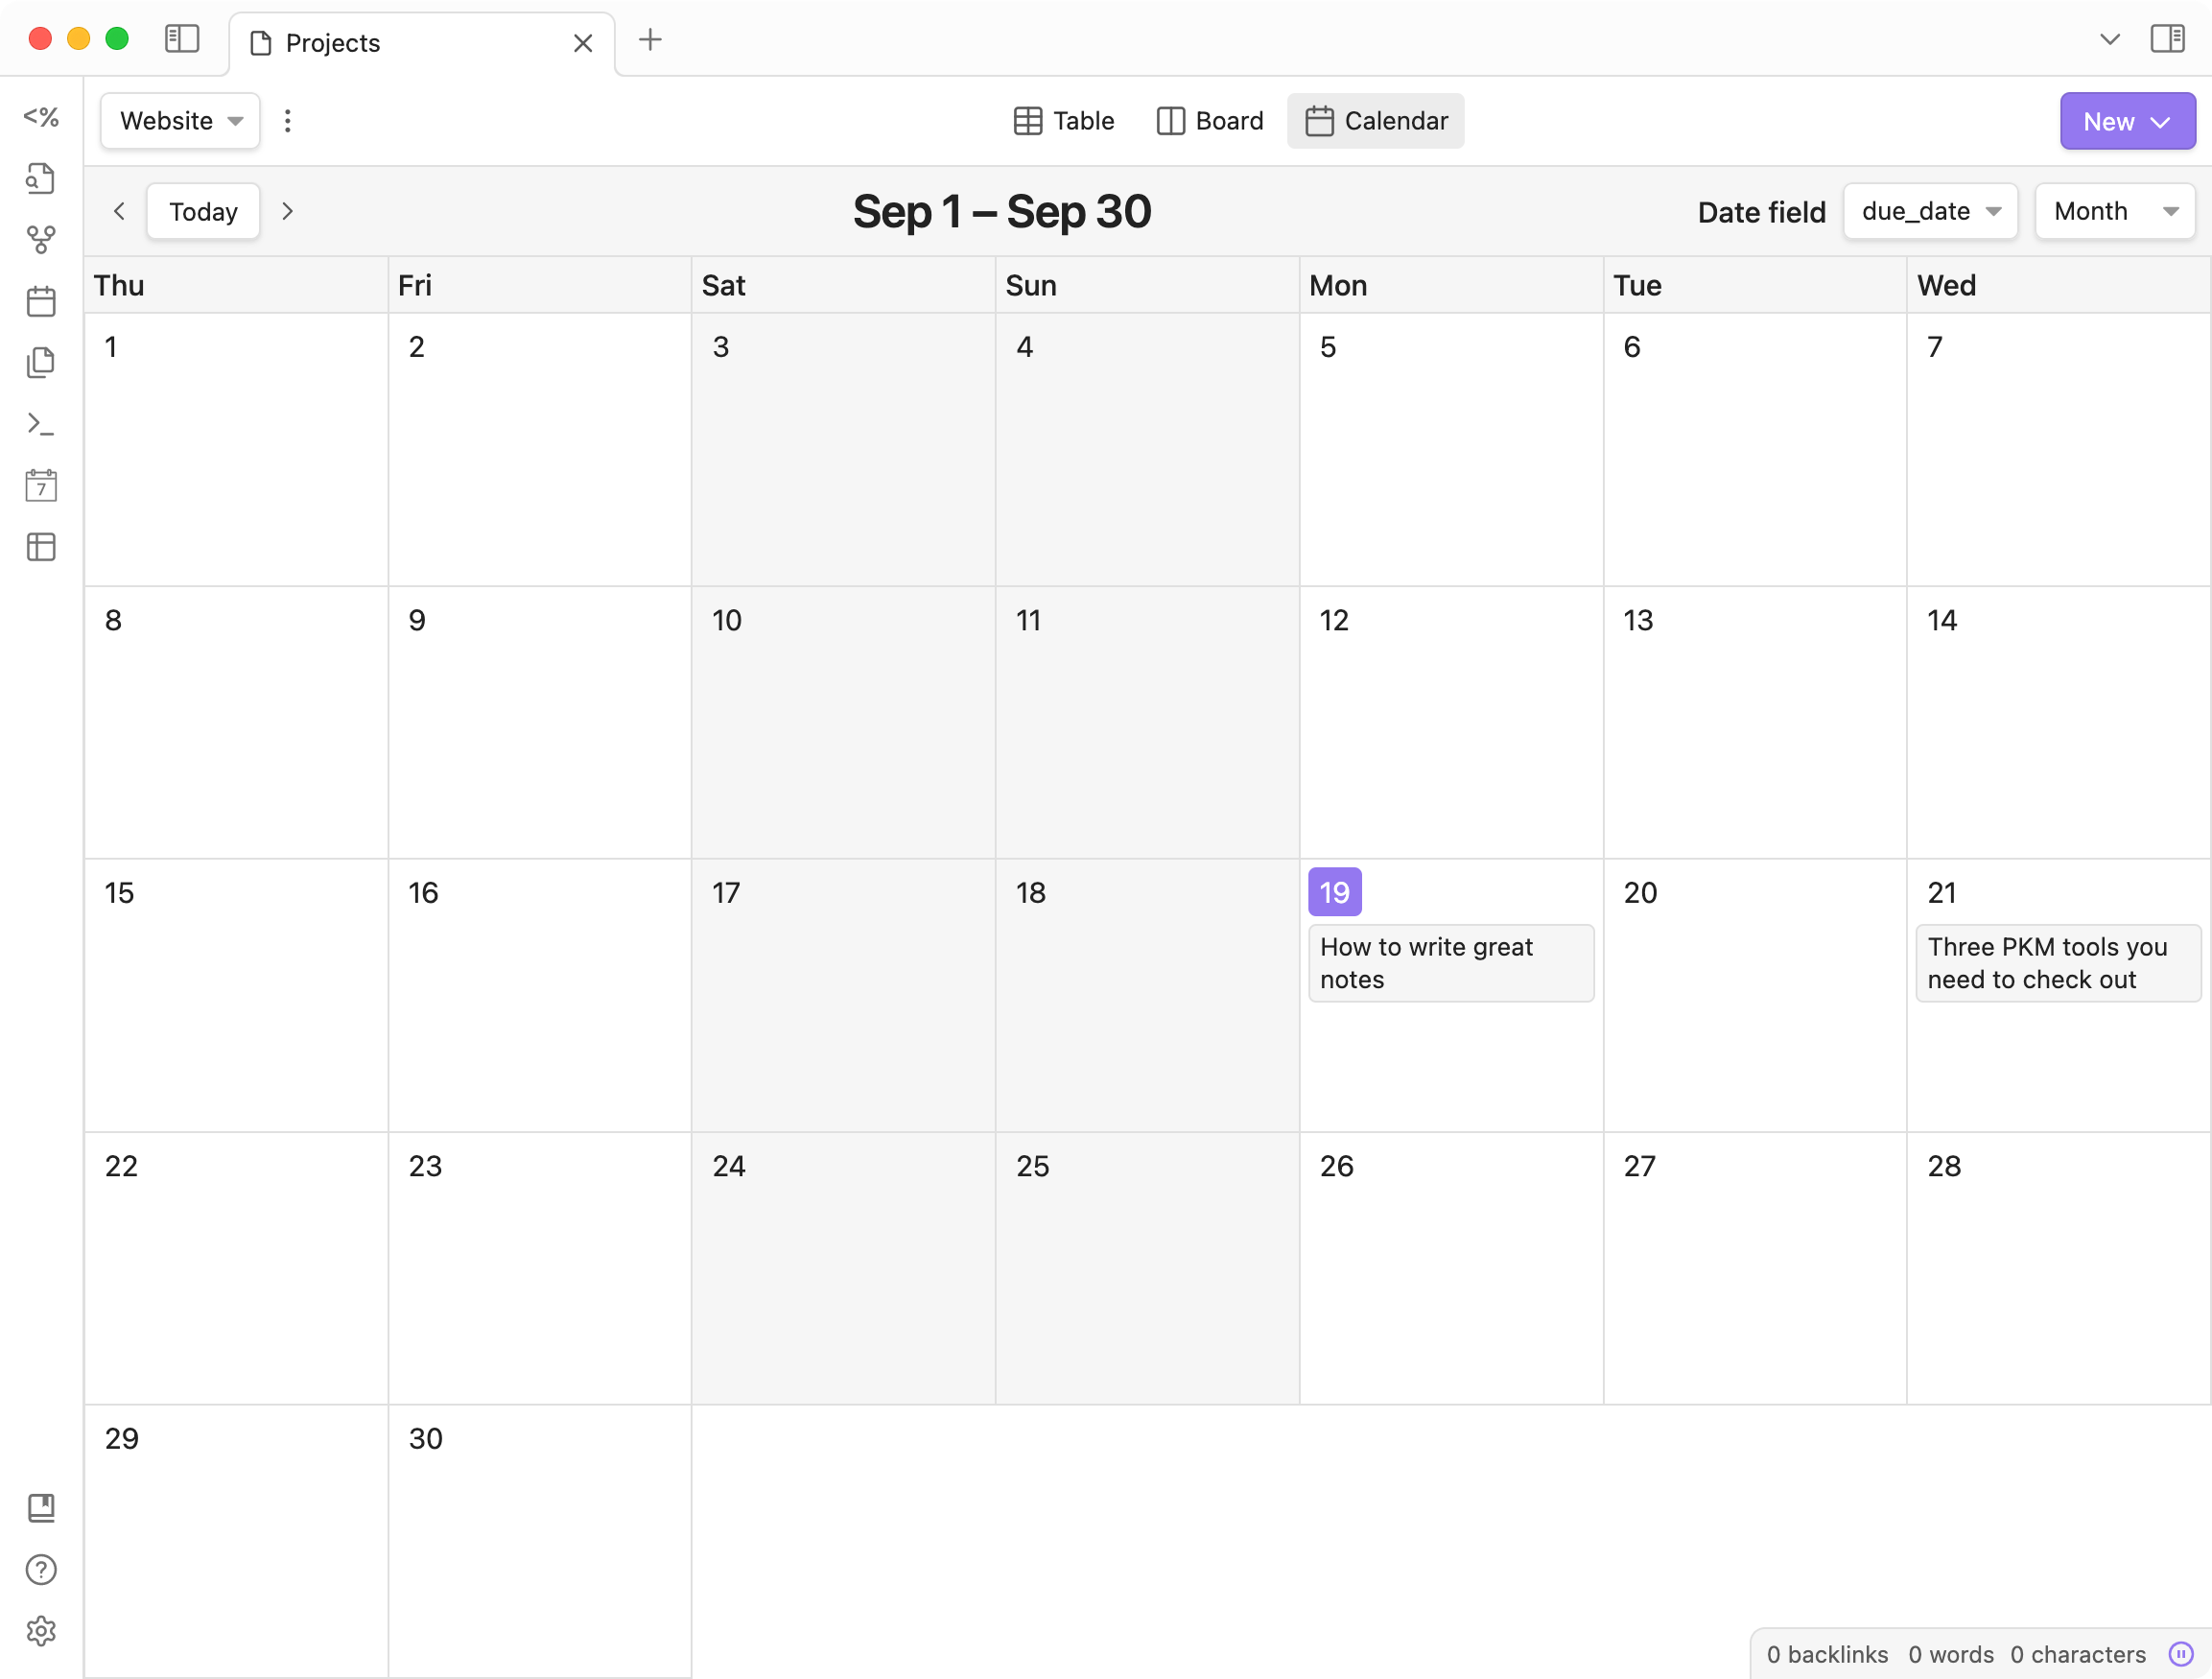 Projects
<%
Website
Table Board Calendar
New
Today
Sep 1 – Sep 30
Date field due_date Month
Thu Fri Sat Sun Mon Tue Wed
1 2 3 4 5 6 7
7
8 9 10 11 12 13 14
15 16 17 18 19 20 21
How to write great
notes
Three PKM tools you
need to check out
22 23 24 25 26 27 28
29 30
0 backlinks 0 words 0 characters